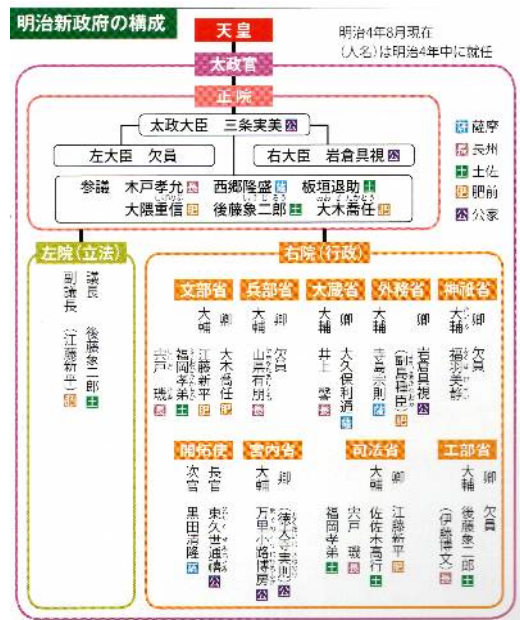 明治新政府の構成
明治4年8月現在
(人名)は明治4年中に就任
天皇
太政官
正院
太政大臣 三条実美 公
左大臣 欠員
右大臣 岩倉具視 公
参議 木戸孝允 長 西郷隆盛 薩 板垣退助 土
大隈重信 肥 後藤象二郎 土 大木喬任 肥
薩 薩摩
長 長州
土 土佐
肥 肥前
公 公家
左院(立法)
議長 後藤象二郎 土
副議長 (江藤新平) 肥
右院(行政)
神祇省
卿 欠員
大輔 福羽美静
外務省
卿 岩倉具視 公
(副島種臣) 肥
大輔 寺島宗則 薩
大蔵省
卿 大久保利通 薩
大輔 井上馨 長
兵部省
卿 欠員
大輔 山県有朋 長
文部省
卿 大木喬任 肥
大輔 江藤新平 肥
福岡孝弟 土
宍戸璣 長
工部省
卿 欠員
大輔 後藤象二郎 土
(伊藤博文) 長
司法省
卿 江藤新平 肥
大輔 佐佐木高行 土
宍戸璣 長
福岡孝弟 土
宮内省
卿 (徳大寺実則) 公
大輔 万里小路博房 公
開拓使
長官 東久世通禧 公
次官 黒田清隆 薩